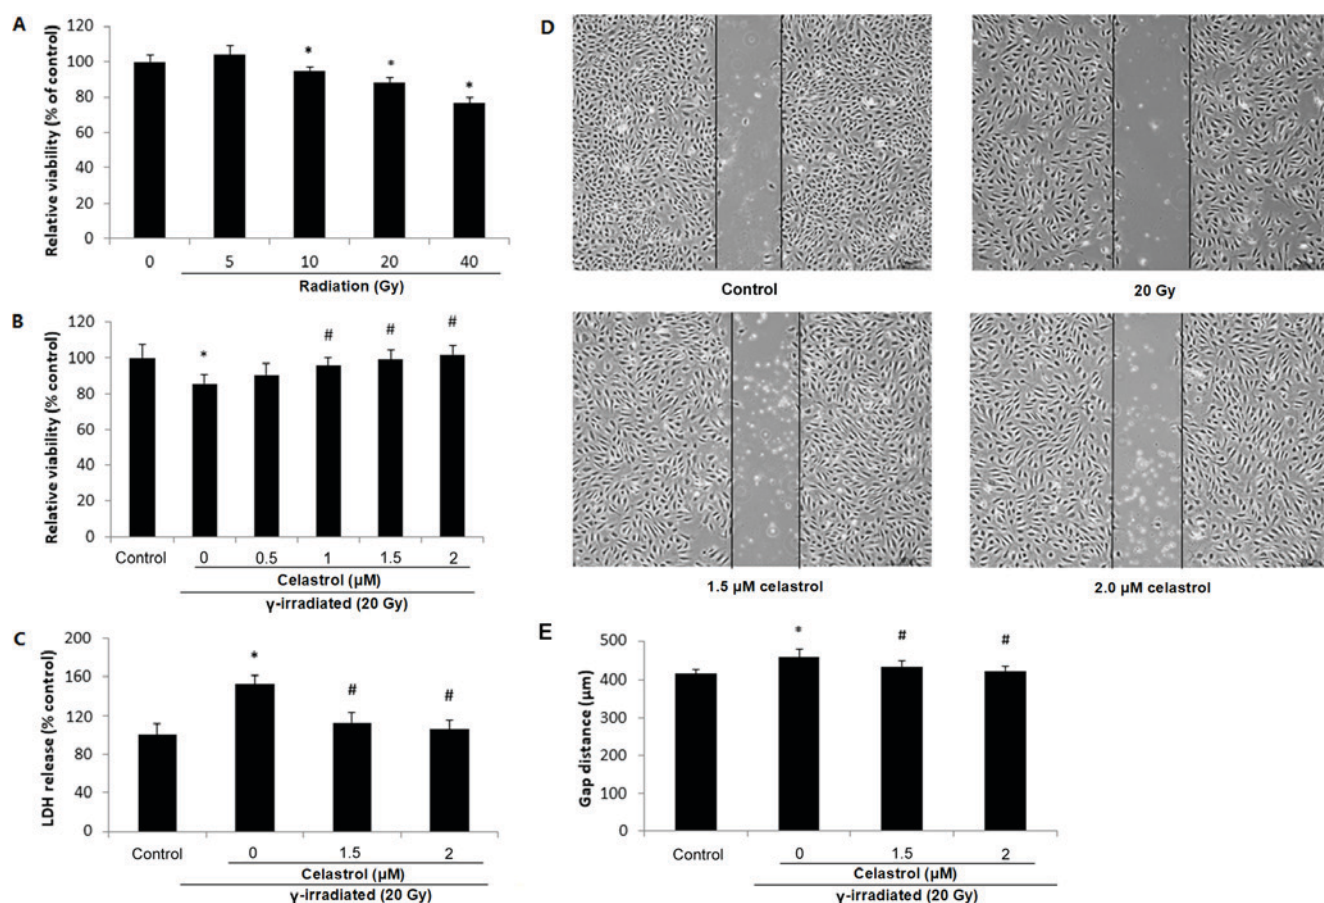 A
Relative viability (% of control)
120
100
80
60
40
20
0
* * *
0 5 10 20 40
Radiation (Gy)
B
Relative viability (% control)
120
100
80
60
40
20
0
* # # #
Control 0 0.5 1 1.5 2
Celastrol (μM)
γ-irradiated (20 Gy)
C
LDH release (% control)
200
160
120
80
40
0
* # #
Control 0 1.5 2
Celastrol (μM)
γ-irradiated (20 Gy)
D
Control
20 Gy
1.5 μM celastrol
2.0 μM celastrol
E
Gap distance (μm)
500
400
300
200
100
0
* # #
Control 0 1.5 2
Celastrol (μM)
γ-irradiated (20 Gy)